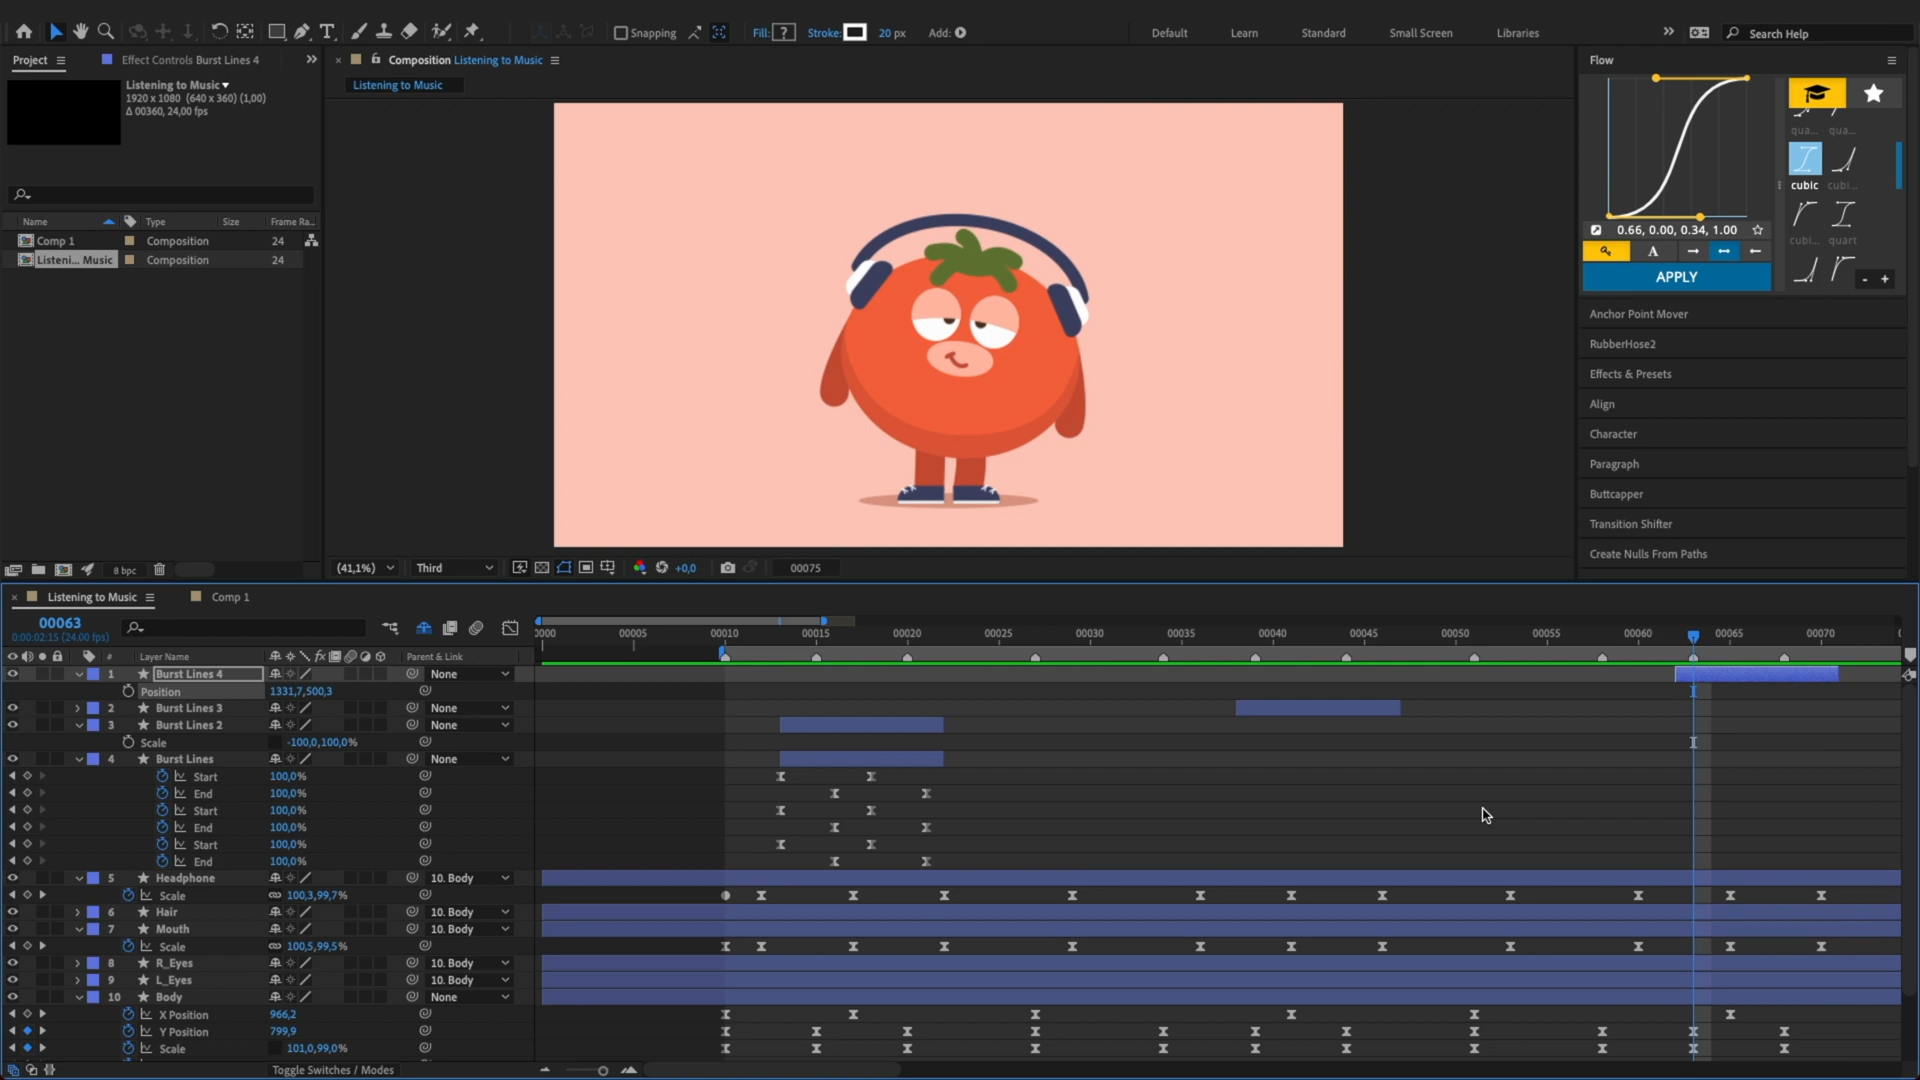 Snapping
Fill: ?
Stroke:
20 px
Add:
Default
Learn
Standard
Small Screen
Libraries
Search Help
Project
Effect Controls Burst Lines 4
Composition Listening to Music
Flow
Listening to Music
Listening to Music
1920 x 1080 (640 x 360) (1,00)
Δ 00360, 24,00 fps
qua...
qua...
cubic
cubi...
Name
Type
Size
Frame Ra...
0.66, 0.00, 0.34, 1.00
cubi...
quart
Comp 1
Composition
24
A
Listeni... Music
Composition
24
APPLY
-
+
Anchor Point Mover
RubberHose2
Effects & Presets
Align
Character
Paragraph
Buttcapper
Transition Shifter
Create Nulls From Paths
8 bpc
(41,1%)
Third
+0,0
00075
Listening to Music
Comp 1
00063
0:00:02:15 (24.00 fps)
0000
00005
00010
00015
00020
00025
00030
00035
00040
00045
00050
00055
00060
00065
00070
#
Layer Name
fx
Parent & Link
1
Burst Lines 4
None
Position
1331,7,500,3
2
Burst Lines 3
None
3
Burst Lines 2
None
Scale
-100,0,100,0%
4
Burst Lines
None
Start
100,0%
End
100,0%
Start
100,0%
End
100,0%
Start
100,0%
End
100,0%
5
Headphone
10. Body
Scale
100,3,99,7%
6
Hair
10. Body
7
Mouth
10. Body
Scale
100,5,99,5%
8
R_Eyes
10. Body
9
L_Eyes
10. Body
10
Body
None
X Position
966,2
Y Position
799,9
Scale
101,0,99,0%
Toggle Switches / Modes